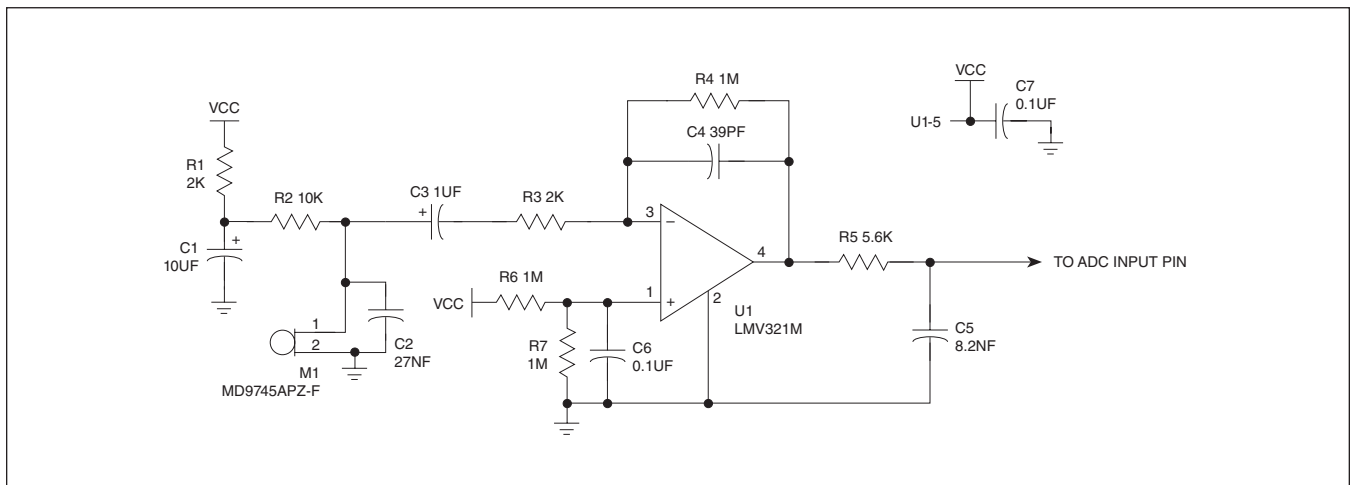 R4 1M
VCC
C7
0.1UF
VCC
C4 39PF
U1-5
R1
2K
R2 10K
C3 1UF
R3 2K
+
3
−
C1
10UF
+
4
R5 5.6K
TO ADC INPUT PIN
R6 1M
VCC
1
+
2
U1
LMV321M
1
2
C2
27NF
R7
1M
C6
0.1UF
C5
8.2NF
M1
MD9745APZ-F